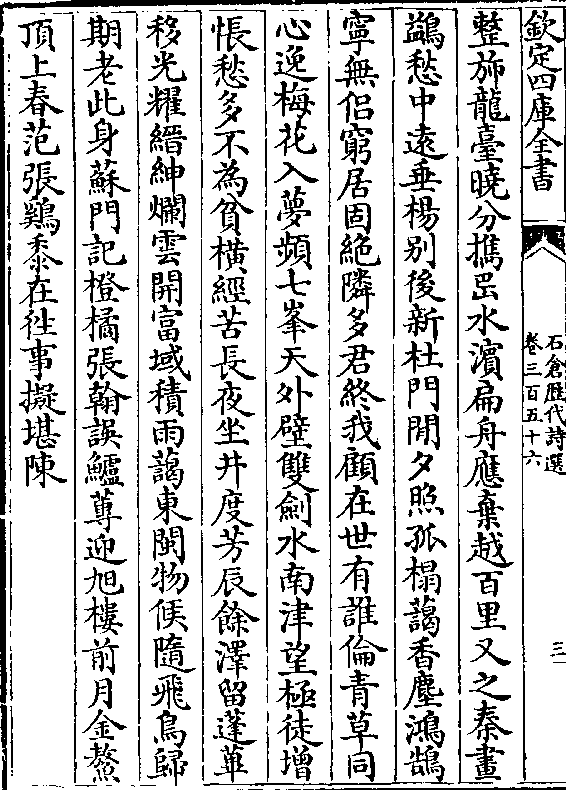 欽定四庫全書
石倉歴代詩選
卷三百五十六
三
整斾龍臺曉分擕呂水濵扁舟應棄越百里又之秦畫
鷁愁中遠垂楊别後新杜門閒夕照孤榻藹香塵鴻鵠
寧無侣窮居固絶隣多君終我顧在世有誰倫青草同
心逸梅花入夢頻七峯天外壁雙劍水南津望極徒増
悵愁多不為貧横經苦長夜坐井度芳辰餘澤留蓬蓽
移光耀縉紳爛雲開富域積雨藹東閩物候隨飛鳥歸
期老此身蘇門記橙橘張翰誤鱸蓴迎旭樓前月金鰲
頂上春范張鷄黍在徃事擬堪陳